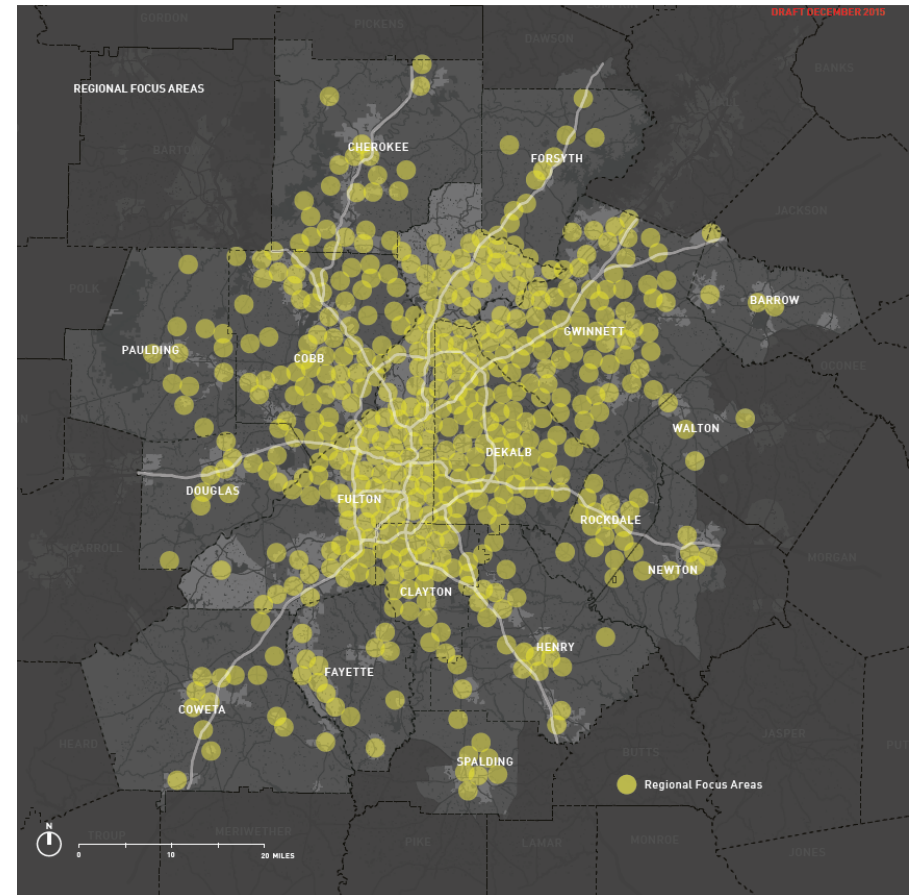 DRAFT DECEMBER 2015
GORDON
PICKENS
DAWSON
BANKS
REGIONAL FOCUS AREAS
CHEROKEE
FORSYTH
JACKSON
POLK
BARROW
GWINNETT
PAULDING
COBB
OCONEE
WALTON
DEKALB
DOUGLAS
FULTON
ROCKDALE
CARROLL
MORGAN
NEWTON
CLAYTON
HENRY
FAYETTE
COWETA
HEARD
JASPER
BUTTS
SPALDING
Regional Focus Areas
N
TROUP
MERIWETHER
PIKE
LAMAR
MONROE
JONES
0 10 20 MILES